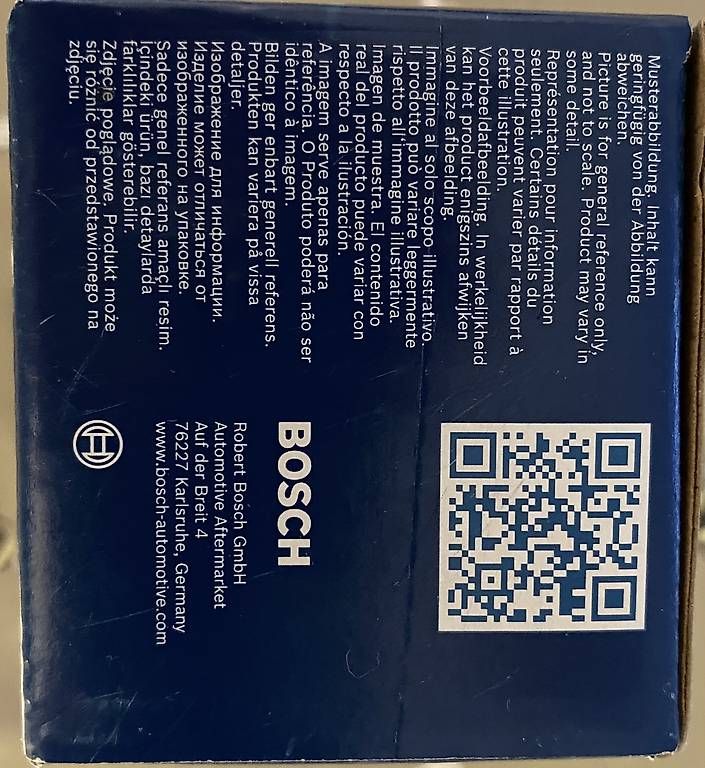 Musterabbildung. Inhalt kann
geringfügig von der Abbildung
abweichen.
Picture is for general reference only,
and not to scale. Product may vary in
some detail.
Représentation pour information
seulement. Certains détails du
produit peuvent varier par rapport à
cette illustration.
Voorbeeldafbeelding. In werkelijkheid
kan het product enigszins afwijken
van deze afbeelding.
Immagine al solo scopo illustrativo.
Il prodotto può variare leggermente
rispetto all'immagine illustrativa.
Imagen de muestra. El contenido
real del producto puede variar con
respecto a la ilustración.
A imagem serve apenas para
referência. O Produto poderá não ser
idêntico à imagem.
Bilden ger enbart generell referens.
Produkten kan variera på vissa
detaljer.
Изображение для информации.
Изделие может отличаться от
изображенного на упаковке.
Sadece genel referans amaçlı resim.
İçindeki ürün, bazı detaylarda
farklılıklar gösterebilir.
Zdjęcie poglądowe. Produkt może
się różnić od przedstawionego na
zdjęciu.
BOSCH
Robert Bosch GmbH
Automotive Aftermarket
Auf der Breit 4
76227 Karlsruhe, Germany
www.bosch-automotive.com